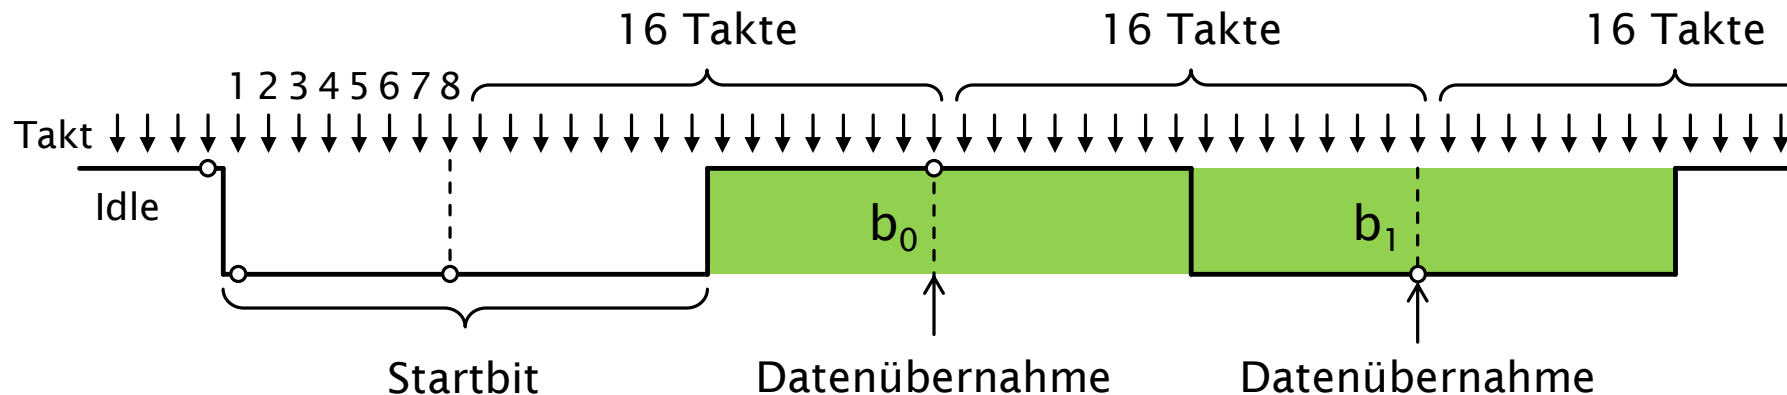 16 Takte 16 Takte 16 Takte
1 2 3 4 5 6 7 8
Takt
Idle
b₀ b₁
Startbit Datenübernahme Datenübernahme